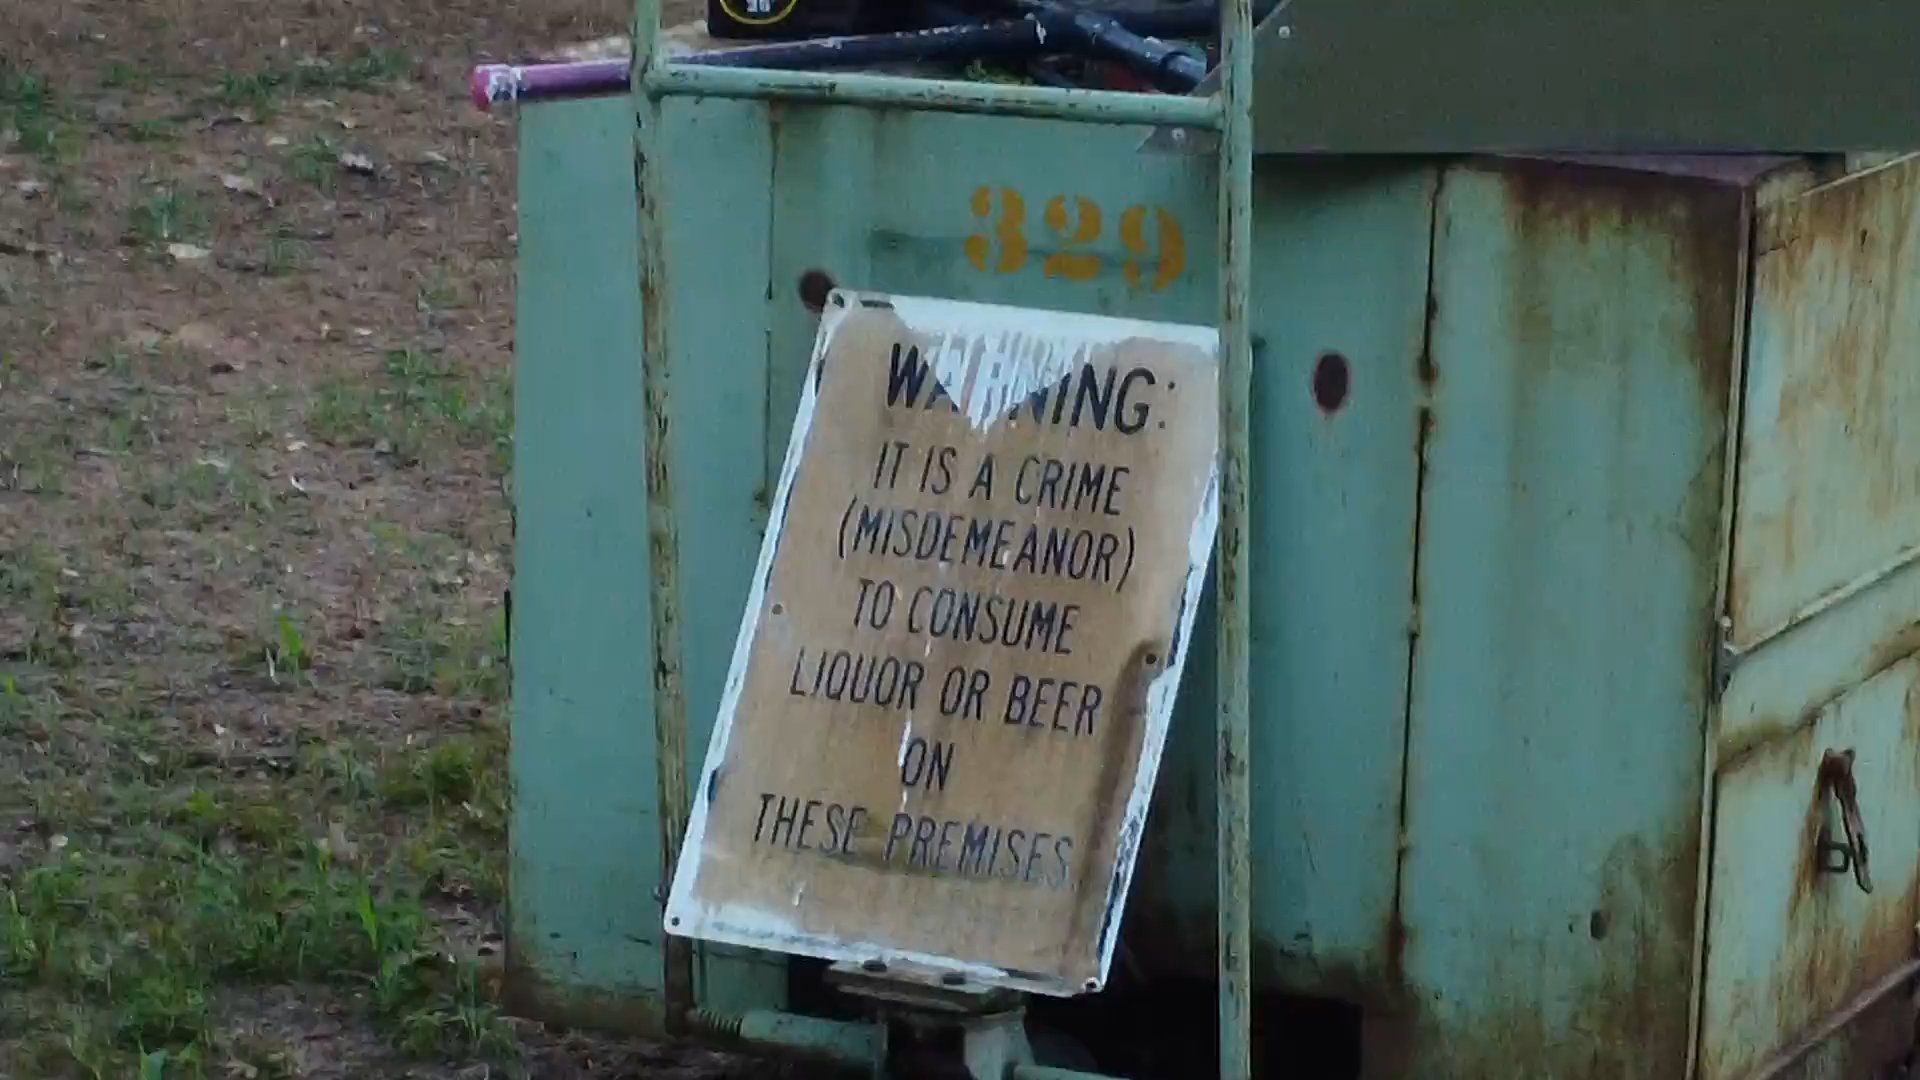 329
WARNING:
IT IS A CRIME
(MISDEMEANOR)
TO CONSUME
LIQUOR OR BEER
ON
THESE PREMISES.